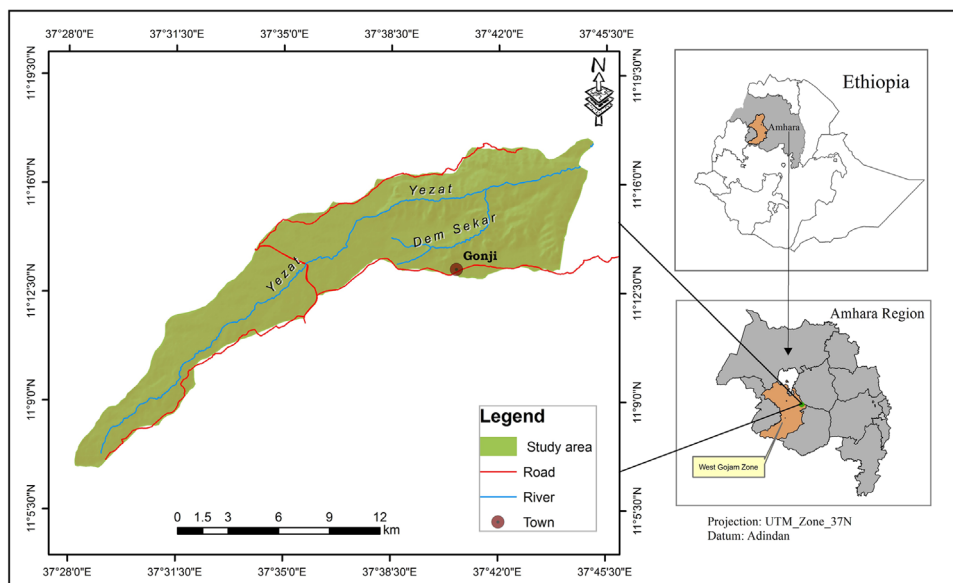 37°28'0"E 37°31'30"E 37°35'0"E 37°38'30"E 37°42'0"E 37°45'30"E
11°19'30"N
11°16'0"N
11°12'30"N
11°9'0"N
11°5'30"N
N
Yezat
Dem Sekar
Gonji
Yezat
Legend
Study area
Road
River
Town
0 1.5 3 6 9 12
km
11°19'30"N
11°16'0"N
11°12'30"N
11°9'0"N
11°5'30"N
37°28'0"E 37°31'30"E 37°35'0"E 37°38'30"E 37°42'0"E 37°45'30"E
Ethiopia
Amhara
Amhara Region
West Gojam Zone
Projection: UTM_Zone_37N
Datum: Adindan